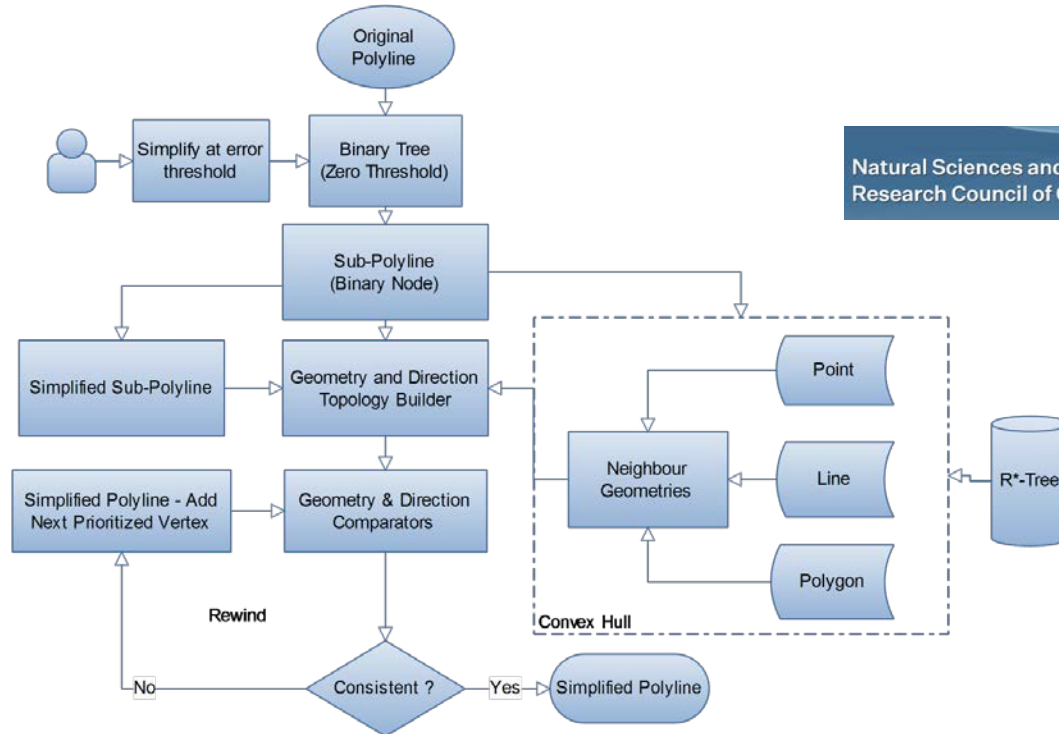 Original
Polyline
Simplify at error
threshold
Binary Tree
(Zero Threshold)
Natural Sciences and
Research Council of
Sub-Polyline
(Binary Node)
Simplified Sub-Polyline
Geometry and Direction
Topology Builder
Point
Neighbour
Geometries
Line
R*-Tree
Simplified Polyline - Add
Next Prioritized Vertex
Geometry & Direction
Comparators
Polygon
Rewind
Convex Hull
No
Consistent ?
Yes
Simplified Polyline